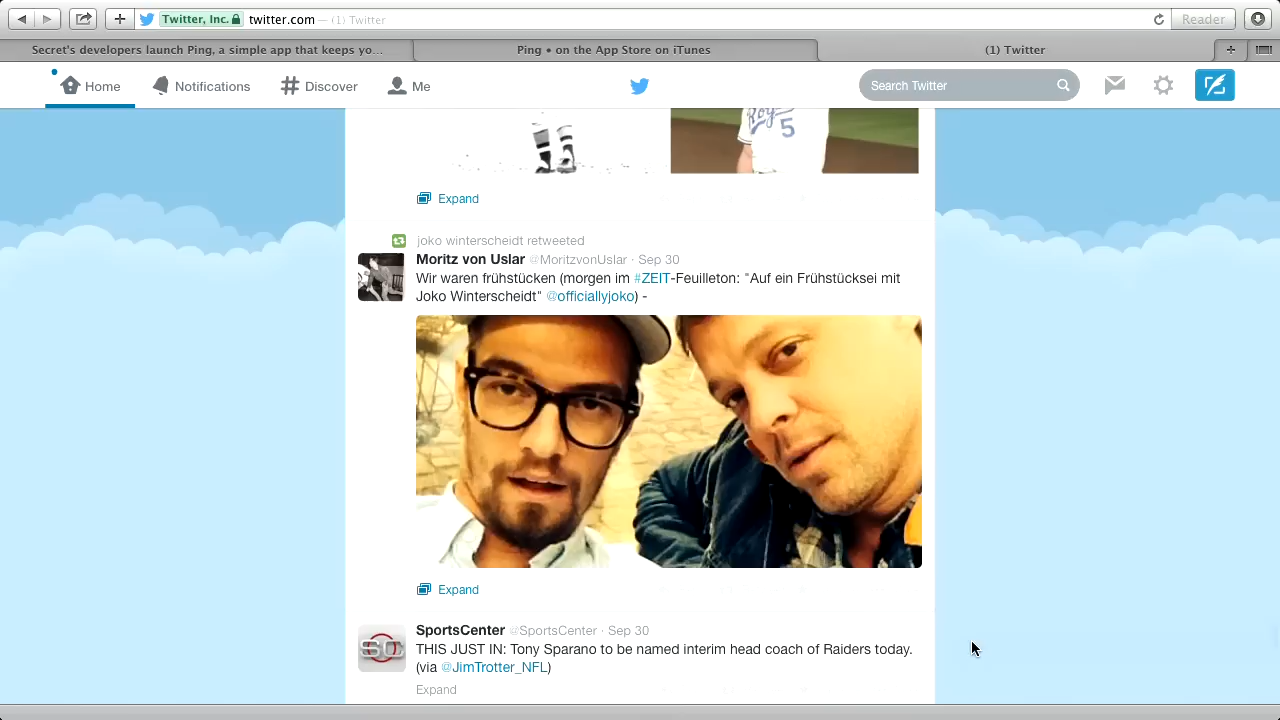 Twitter, Inc. twitter.com — (1) Twitter
Reader
Secret's developers launch Ping, a simple app that keeps yo...
Ping • on the App Store on iTunes
(1) Twitter
Home
Notifications
Discover
Me
Search Twitter
Roy
5
Expand
joko winterscheidt retweeted
Moritz von Uslar @MoritzvonUslar · Sep 30
Wir waren frühstücken (morgen im #ZEIT-Feuilleton: "Auf ein Frühstücksei mit
Joko Winterscheidt" @officiallyjoko) -
Expand
SC
SportsCenter @SportsCenter · Sep 30
THIS JUST IN: Tony Sparano to be named interim head coach of Raiders today.
(via @JimTrotter_NFL)
Expand